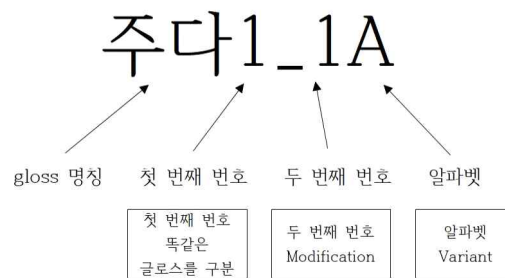 주다1_1A
gloss 명칭 첫 번째 번호 두 번째 번호 알파벳
첫 번째 번호
똑같은
글로스를 구분
두 번째 번호
Modification
알파벳
Variant